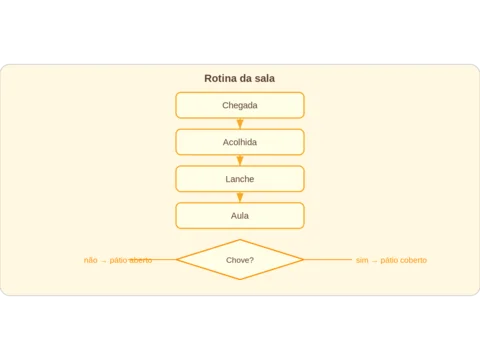 Rotina da sala
Chegada
Acolhida
Lanche
Aula
não → pátio aberto
Chove?
sim → pátio coberto